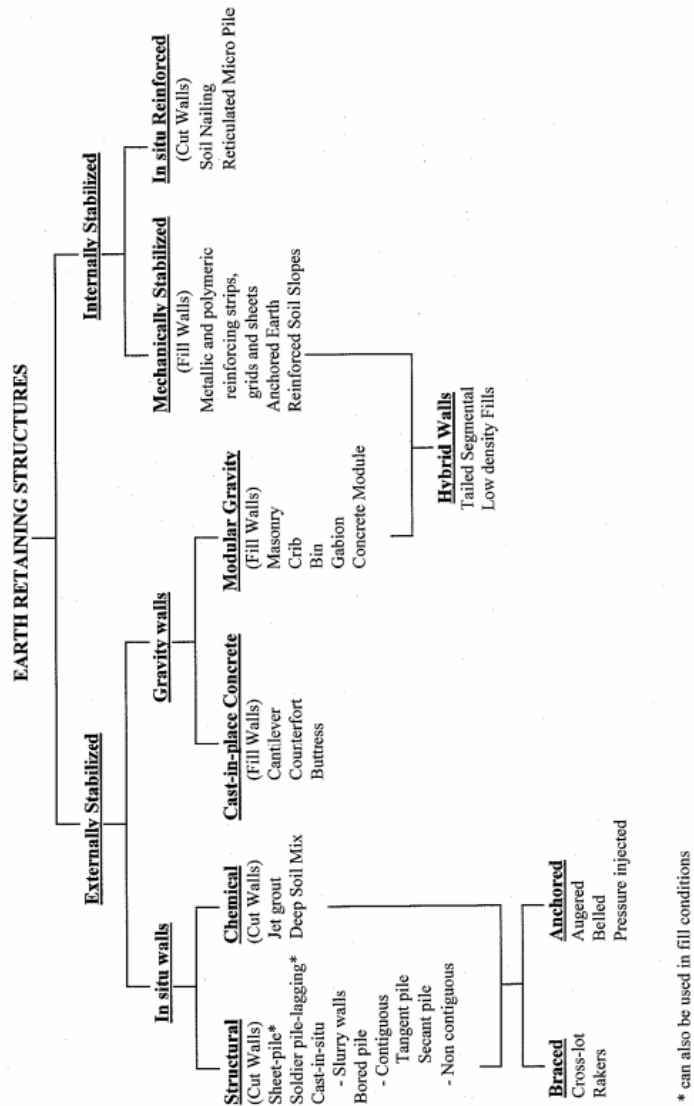 EARTH RETAINING STRUCTURES
Externally Stabilized
Internally Stabilized
In situ walls
Gravity walls
Structural
(Cut Walls)
Sheet-pile*
Soldier pile-lagging*
Cast-in-situ
- Slurry walls
Bored pile
- Contiguous
Tangent pile
Secant pile
- Non contiguous
Chemical
(Cut Walls)
Jet grout
Deep Soil Mix
Cast-in-place Concrete
(Fill Walls)
Cantilever
Counterfort
Buttress
Modular Gravity
(Fill Walls)
Masonry
Crib
Bin
Gabion
Concrete Module
Mechanically Stabilized
(Fill Walls)
Metallic and polymeric
reinforcing strips,
grids and sheets
Anchored Earth
Reinforced Soil Slopes
In situ Reinforced
(Cut Walls)
Soil Nailing
Reticulated Micro Pile
Braced
Cross-lot
Rakers
Anchored
Augered
Belled
Pressure injected
Hybrid Walls
Tailed Segmental
Low density Fills
* can also be used in fill conditions